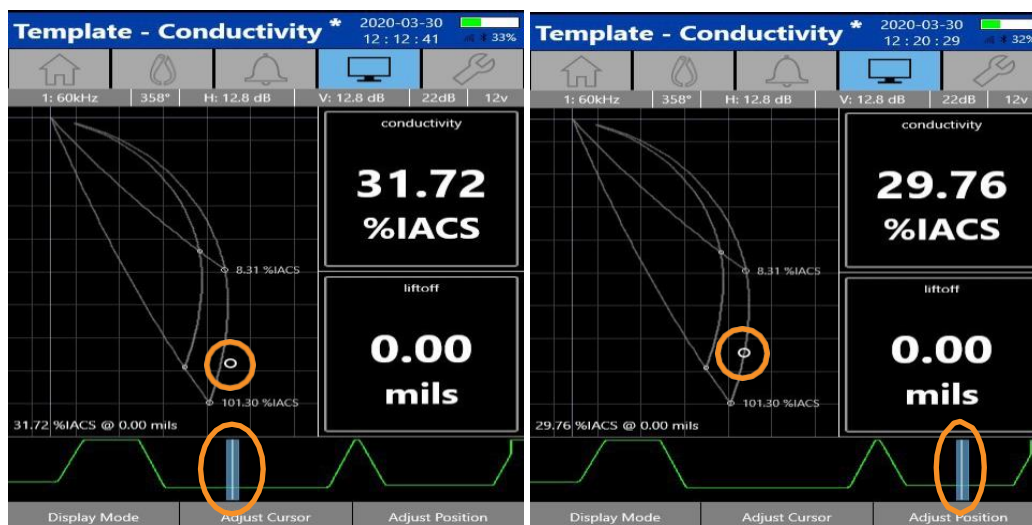 Template - Conductivity *
2020-03-30
12 : 12 : 41
33%
1: 60kHz
358°
H: 12.8 dB
V: 12.8 dB
22dB
12v
conductivity
31.72
%IACS
8.31 %IACS
liftoff
0.00
mils
101.30 %IACS
31.72 %IACS @ 0.00 mils
Display Mode
Adjust Cursor
Adjust Position
Template - Conductivity *
2020-03-30
12 : 20 : 29
32%
1: 60kHz
358°
H: 12.8 dB
V: 12.8 dB
22dB
12v
conductivity
29.76
%IACS
8.31 %IACS
liftoff
0.00
mils
101.30 %IACS
29.76 %IACS @ 0.00 mils
Display Mode
Adjust Cursor
Adjust Position